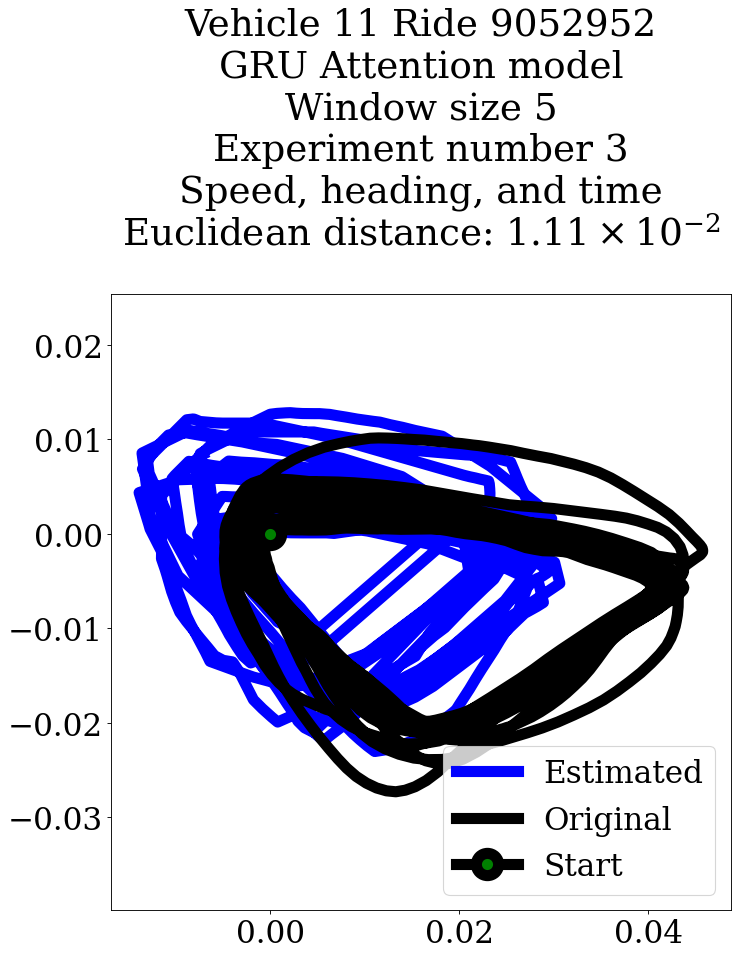 Vehicle 11 Ride 9052952
GRU Attention model
Window size 5
Experiment number 3
Speed, heading, and time
Euclidean distance: 1.11 × 10⁻²
0.02
0.01
0.00
−0.01
−0.02
−0.03
Estimated
Original
Start
0.00 0.02 0.04